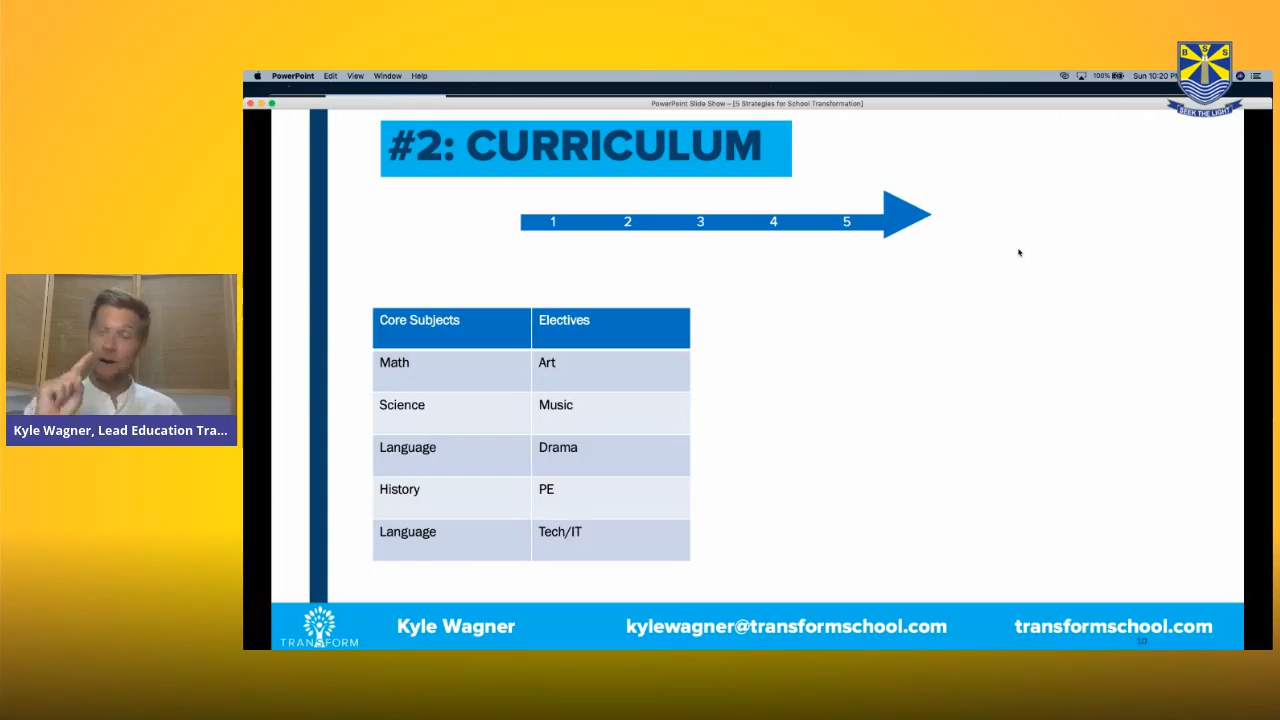 B S S
SEEK THE LIGHT
PowerPoint Edit View Window Help
100% Sun 10:20
PowerPoint Slide Show – [5 Strategies for School Transformation]
#2: CURRICULUM
1 2 3 4 5
Core Subjects Electives
Math Art
Science Music
Language Drama
History PE
Language Tech/IT
Kyle Wagner, Lead Education Tra...
TRANSFORM
Kyle Wagner kylewagner@transformschool.com transformschool.com
10